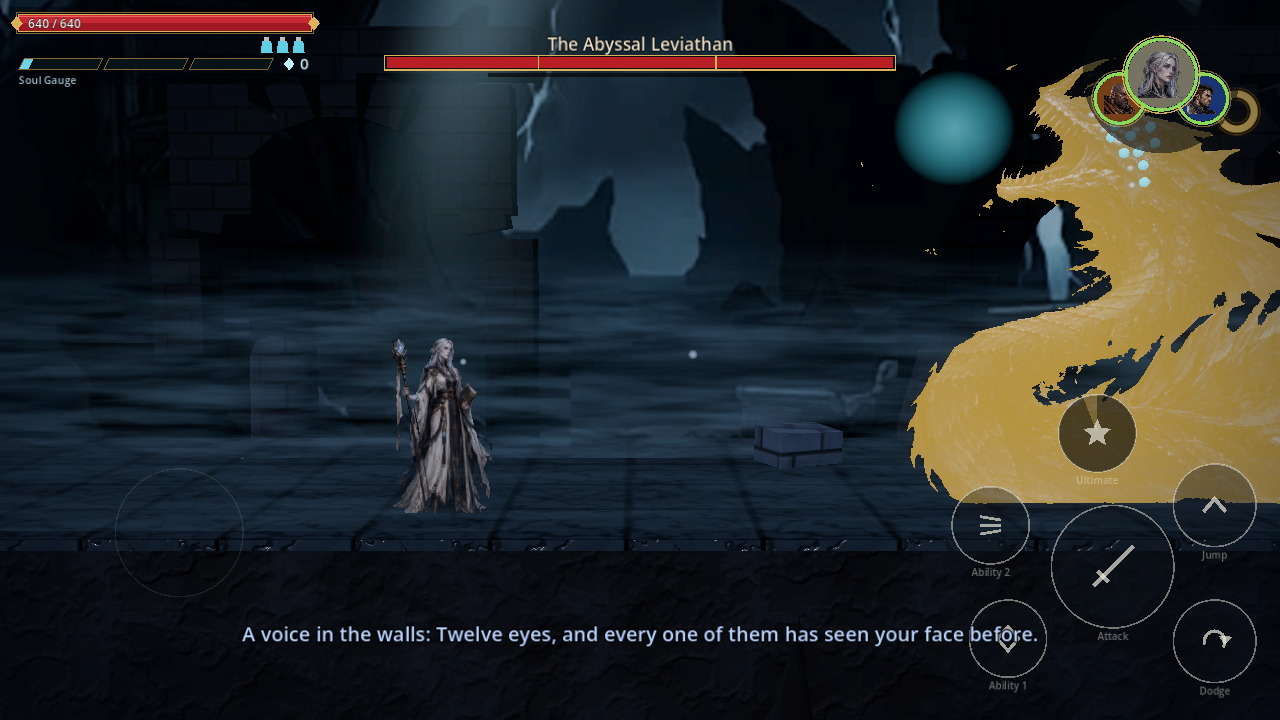 640 / 640
0
Soul Gauge
The Abyssal Leviathan
Ultimate
Ability 2
Jump
Attack
A voice in the walls: Twelve eyes, and every one of them has seen your face before.
Ability 1
Dodge